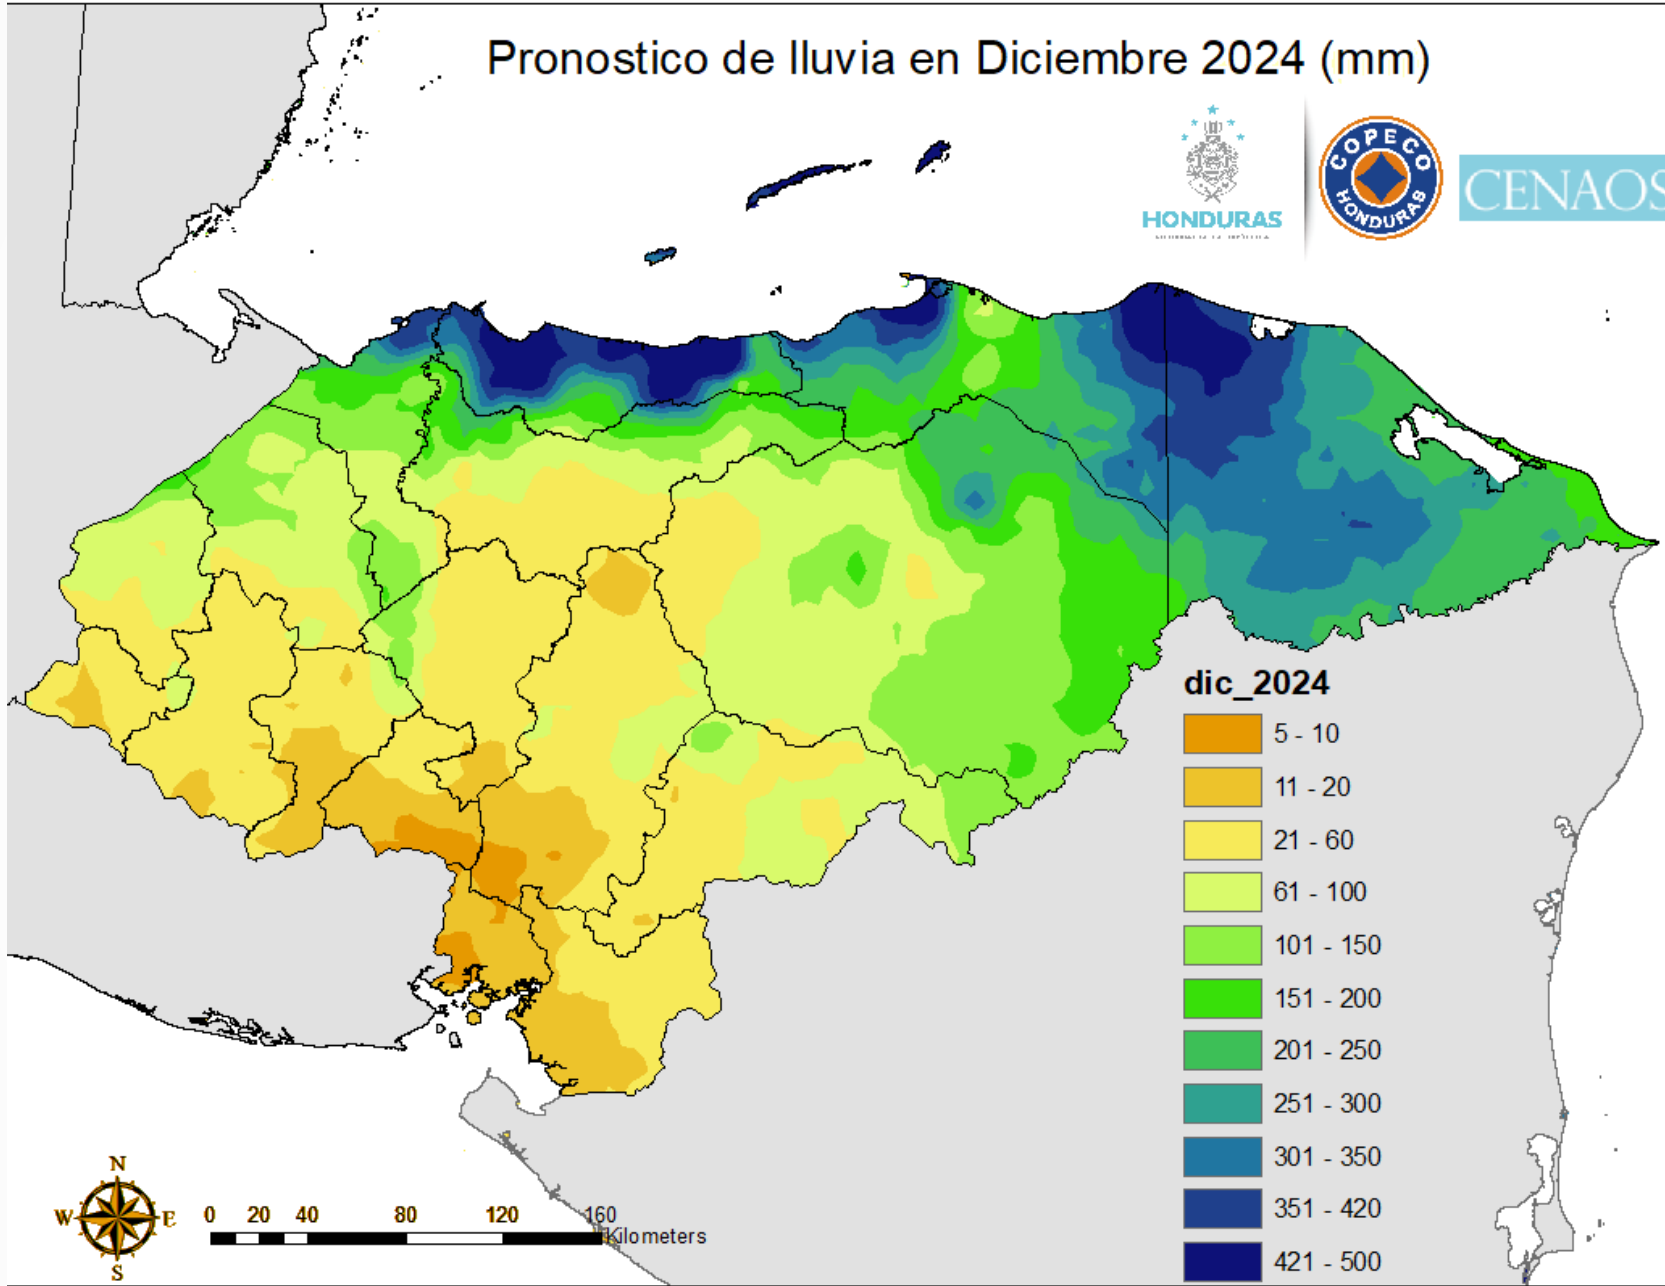 Pronostico de lluvia en Diciembre 2024 (mm)
HONDURAS
COPECO
HONDURAS
CENAOS
dic_2024
5 - 10
11 - 20
21 - 60
61 - 100
101 - 150
151 - 200
201 - 250
251 - 300
301 - 350
351 - 420
421 - 500
N
W E
S
0 20 40 80 120 160
Kilometers